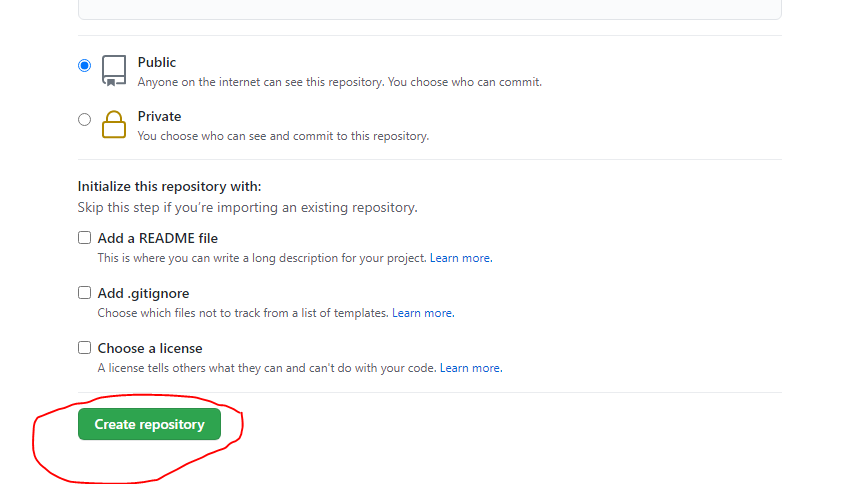 Public
Anyone on the internet can see this repository. You choose who can commit.
Private
You choose who can see and commit to this repository.
Initialize this repository with:
Skip this step if you’re importing an existing repository.
Add a README file
This is where you can write a long description for your project. Learn more.
Add .gitignore
Choose which files not to track from a list of templates. Learn more.
Choose a license
A license tells others what they can and can't do with your code. Learn more.
Create repository